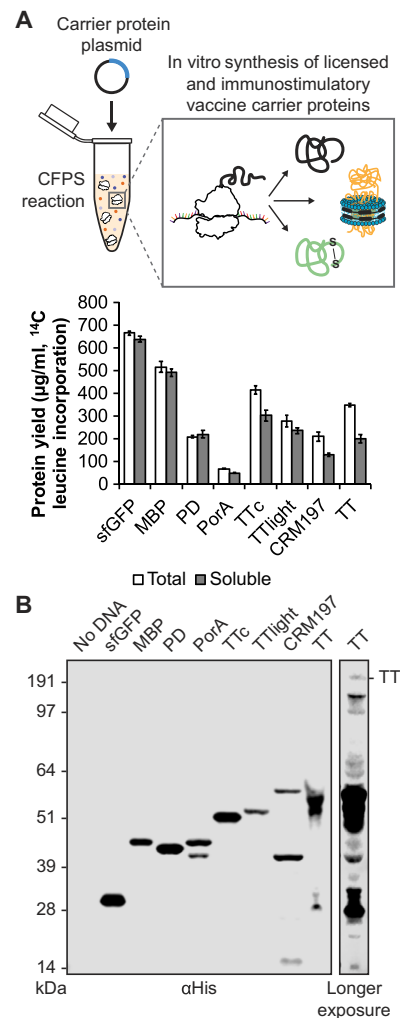 A
Carrier protein
plasmid
In vitro synthesis of licensed
and immunostimulatory
vaccine carrier proteins
CFPS
reaction
S
S
Protein yield (µg/ml, ¹⁴C
leucine incorporation)
800
700
600
500
400
300
200
100
0
sfGFP
MBP
PD
PorA
TTc
TTlight
CRM197
TT
Total
Soluble
B
No DNA
sfGFP
MBP
PD
PorA
TTc
TTlight
CRM197
TT
TT
191
97
64
51
39
28
14
TT
kDa
αHis
Longer
exposure